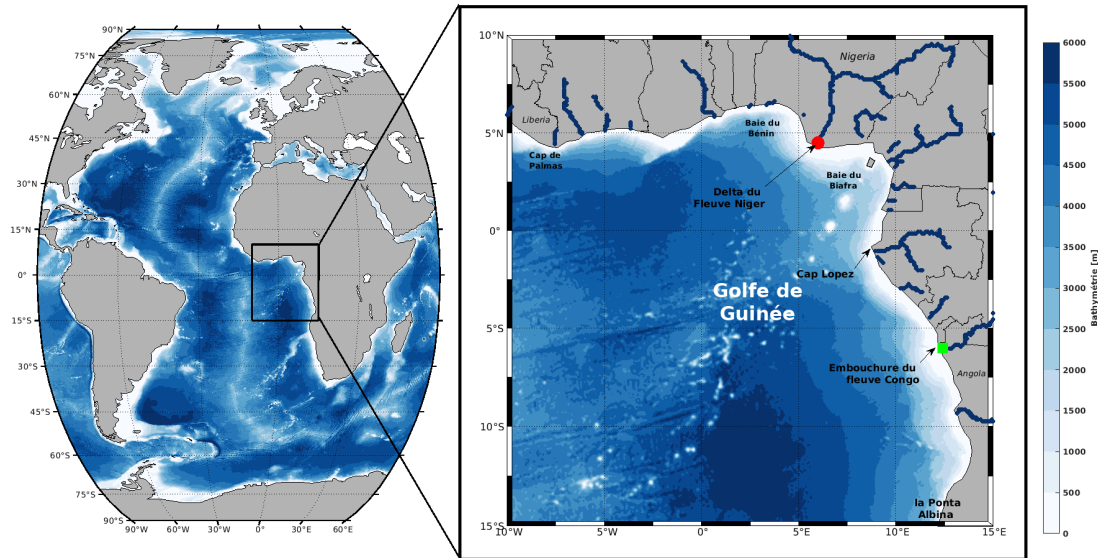 90°N
75°N
60°N
45°N
30°N
15°N
0°
15°S
30°S
45°S
60°S
75°S
90°S
90°W
60°W
30°W
0°
30°E
60°E
90°E
10°N
5°N
0°
5°S
10°S
15°S
10°W
5°W
0°
5°E
10°E
15°E
Nigeria
Liberia
Baie du
Bénin
Cap de
Palmas
Baie du
Biafra
Delta du
Fleuve Niger
Cap Lopez
Golfe de
Guinée
Embouchure du
fleuve Congo
Angola
la Ponta
Albina
6000
5500
5000
4500
4000
3500
3000
2500
2000
1500
1000
500
0
Bathymétrie [m]